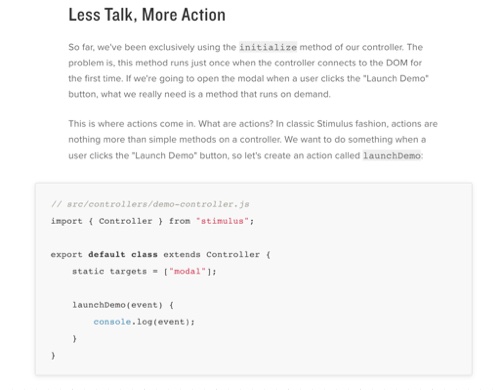 Less Talk, More Action
So far, we've been exclusively using the initialize method of our controller. The
problem is, this method runs just once when the controller connects to the DOM for
the first time. If we're going to open the modal when a user clicks the "Launch Demo"
button, what we really need is a method that runs on demand.
This is where actions come in. What are actions? In classic Stimulus fashion, actions are
nothing more than simple methods on a controller. We want to do something when a
user clicks the "Launch Demo" button, so let's create an action called launchDemo:
// src/controllers/demo-controller.js
import { Controller } from "stimulus";
export default class extends Controller {
static targets = ["modal"];
launchDemo(event) {
console.log(event);
}
}